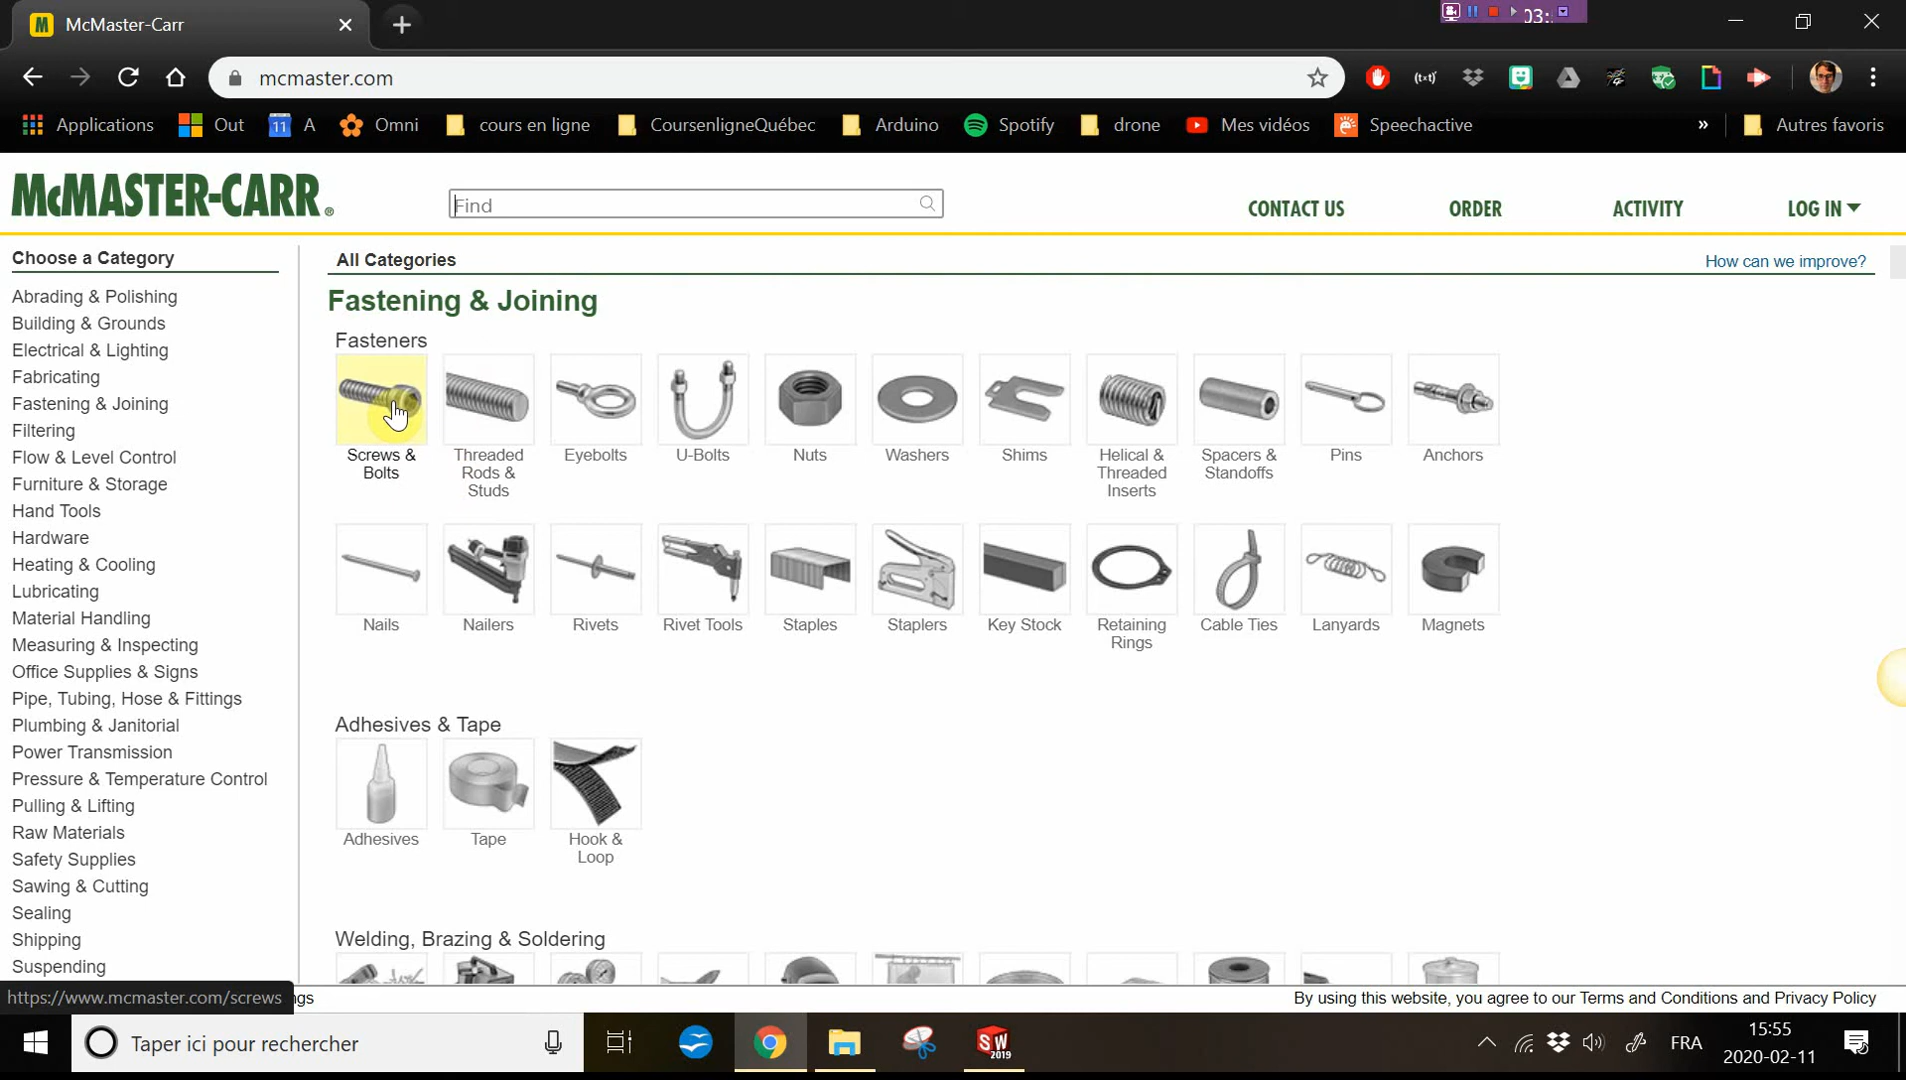 McMaster-Carr
03:
mcmaster.com
Applications Out A Omni cours en ligne CoursenligneQuébec Arduino Spotify drone Mes vidéos Speechactive » Autres favoris
McMASTER-CARR®
Find
CONTACT US ORDER ACTIVITY LOG IN
Choose a Category
Abrading & Polishing
Building & Grounds
Electrical & Lighting
Fabricating
Fastening & Joining
Filtering
Flow & Level Control
Furniture & Storage
Hand Tools
Hardware
Heating & Cooling
Lubricating
Material Handling
Measuring & Inspecting
Office Supplies & Signs
Pipe, Tubing, Hose & Fittings
Plumbing & Janitorial
Power Transmission
Pressure & Temperature Control
Pulling & Lifting
Raw Materials
Safety Supplies
Sawing & Cutting
Sealing
Shipping
Suspending
All Categories
How can we improve?
Fastening & Joining
Fasteners
Screws & Bolts
Threaded Rods & Studs
Eyebolts
U-Bolts
Nuts
Washers
Shims
Helical & Threaded Inserts
Spacers & Standoffs
Pins
Anchors
Nails
Nailers
Rivets
Rivet Tools
Staples
Staplers
Key Stock
Retaining Rings
Cable Ties
Lanyards
Magnets
Adhesives & Tape
Adhesives
Tape
Hook & Loop
Welding, Brazing & Soldering
https://www.mcmaster.com/screws
ngs
By using this website, you agree to our Terms and Conditions and Privacy Policy
Taper ici pour rechercher
SW 2019
FRA
15:55
2020-02-11